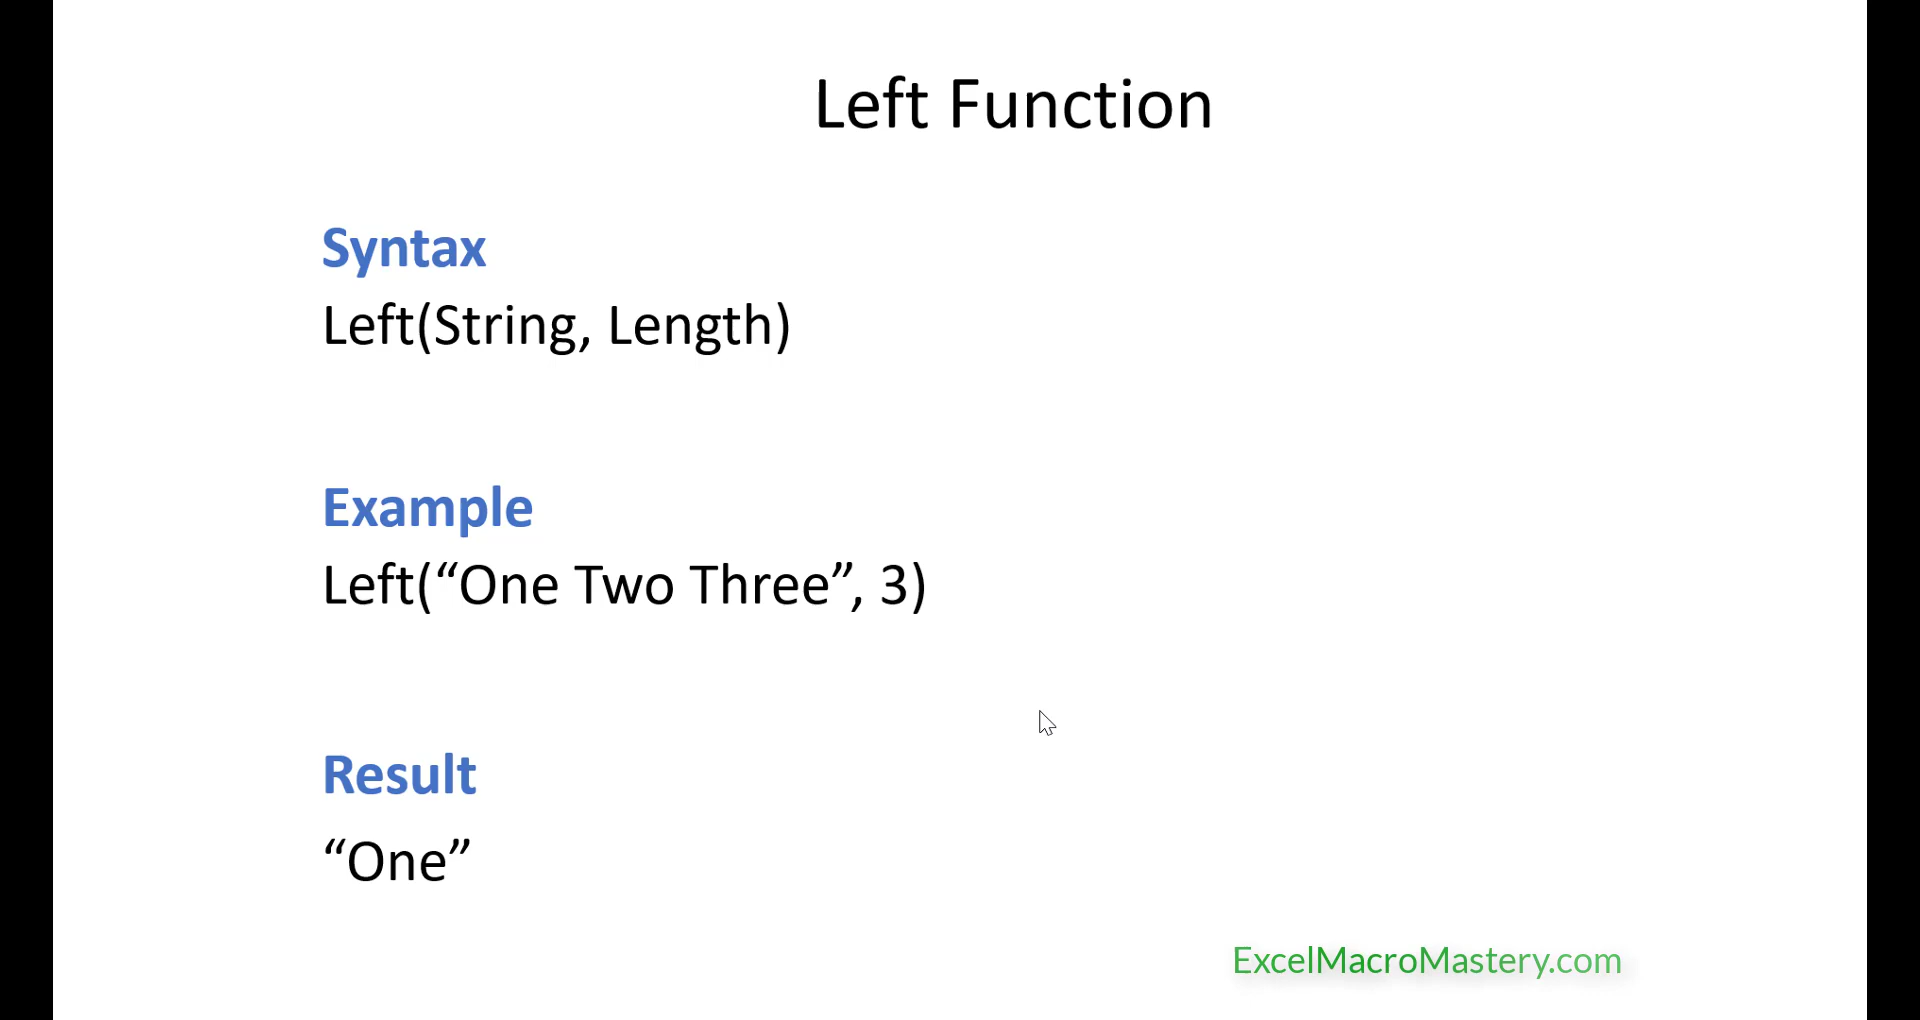 Left Function
Syntax
Left(String, Length)
Example
Left(“One Two Three”, 3)
Result
“One”
ExcelMacroMastery.com